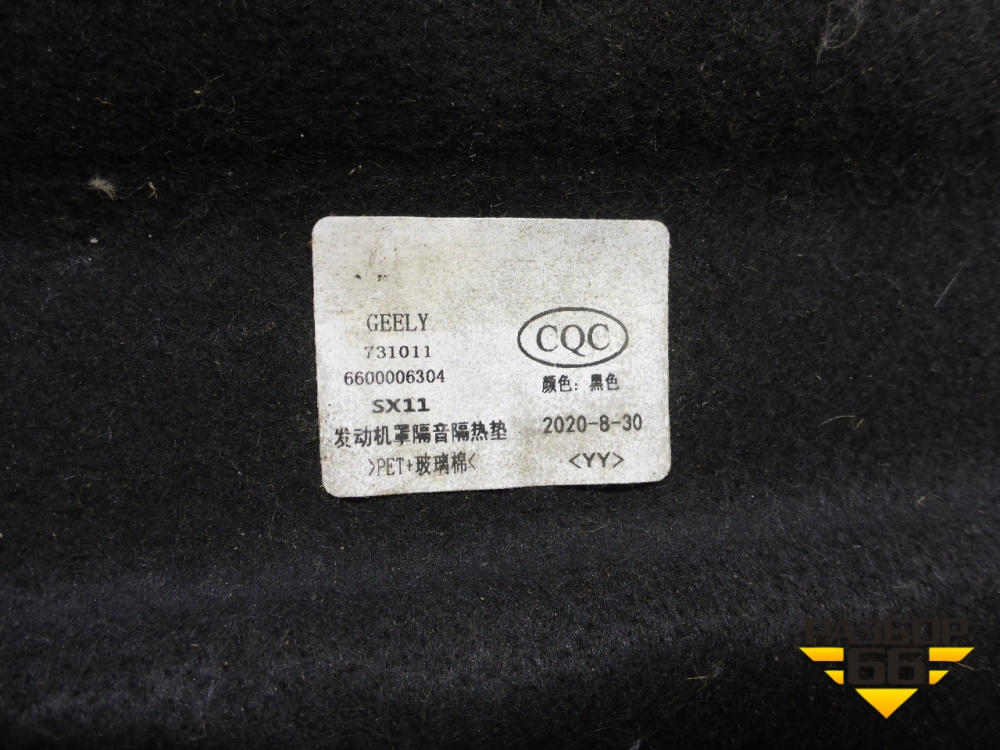 GEELY
731011
6600006304
SX11
发动机罩隔音隔热垫
>PET+玻璃棉<
CQC
颜色：黑色
2020-8-30
<YY>
РАЗБОР
66